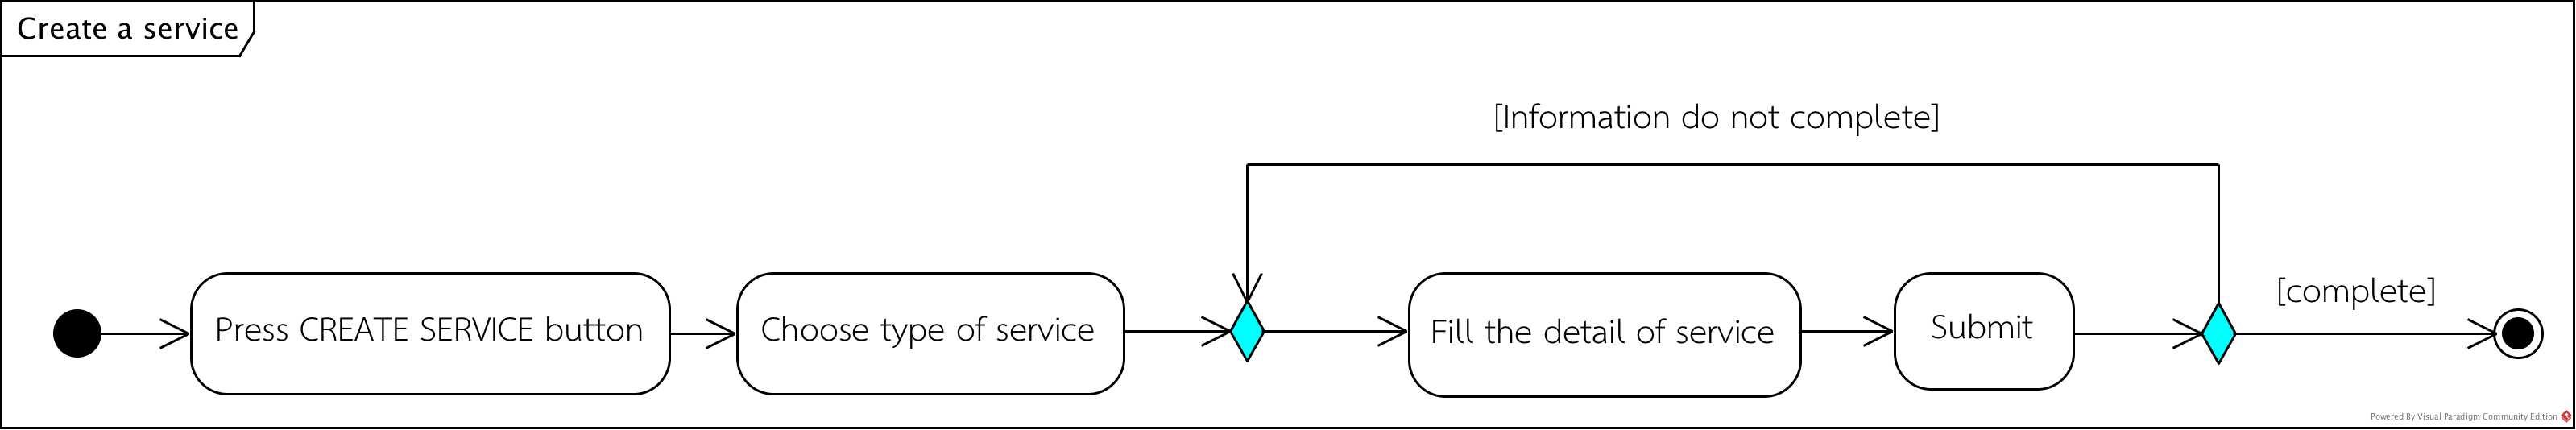 Create a service
[Information do not complete]
[complete]
Press CREATE SERVICE button
Choose type of service
Fill the detail of service
Submit
Powered By Visual Paradigm Community Edition